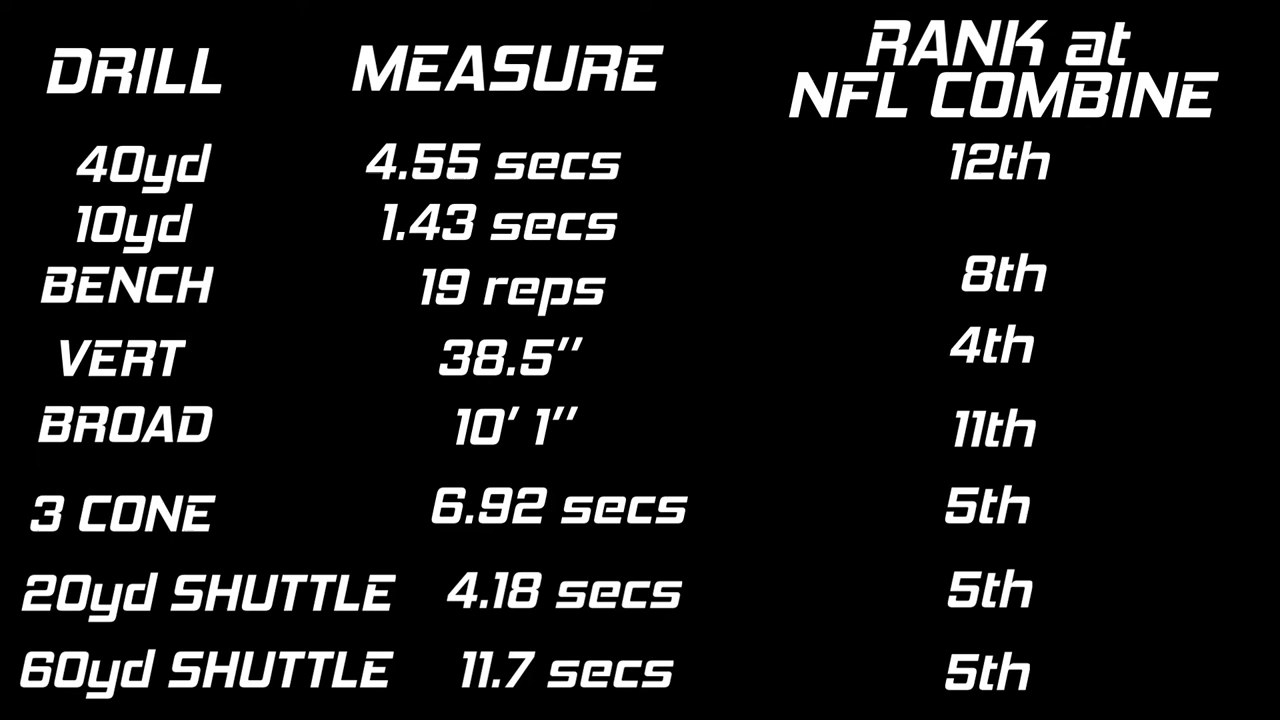 DRILL MEASURE RANK at
NFL COMBINE
40yd 4.55 secs 12th
10yd 1.43 secs
BENCH 19 reps 8th
VERT 38.5’’ 4th
BROAD 10’ 1’’ 11th
3 CONE 6.92 secs 5th
20yd SHUTTLE 4.18 secs 5th
60yd SHUTTLE 11.7 secs 5th